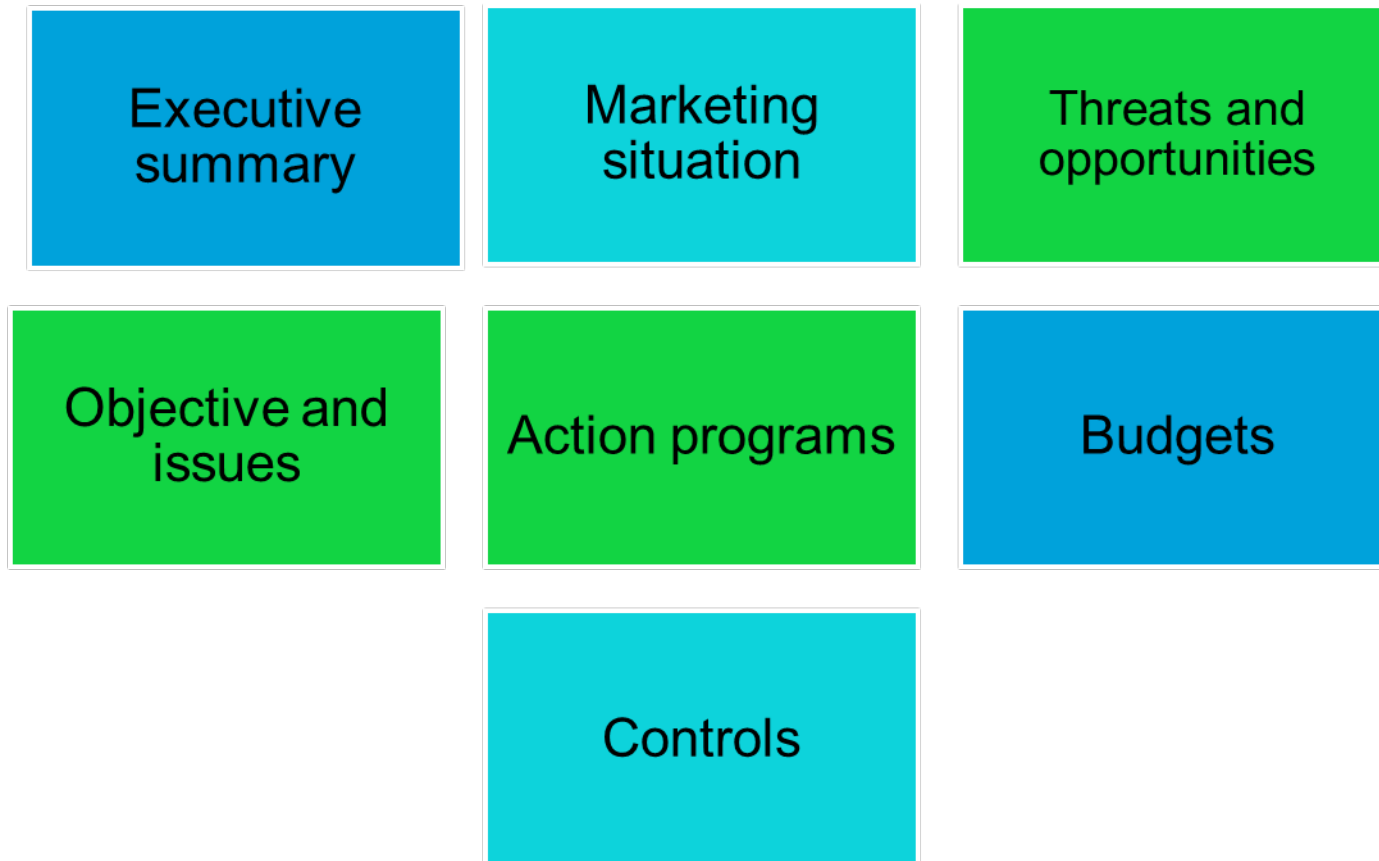 Executive
summary
Marketing
situation
Threats and
opportunities
Objective and
issues
Action programs
Budgets
Controls